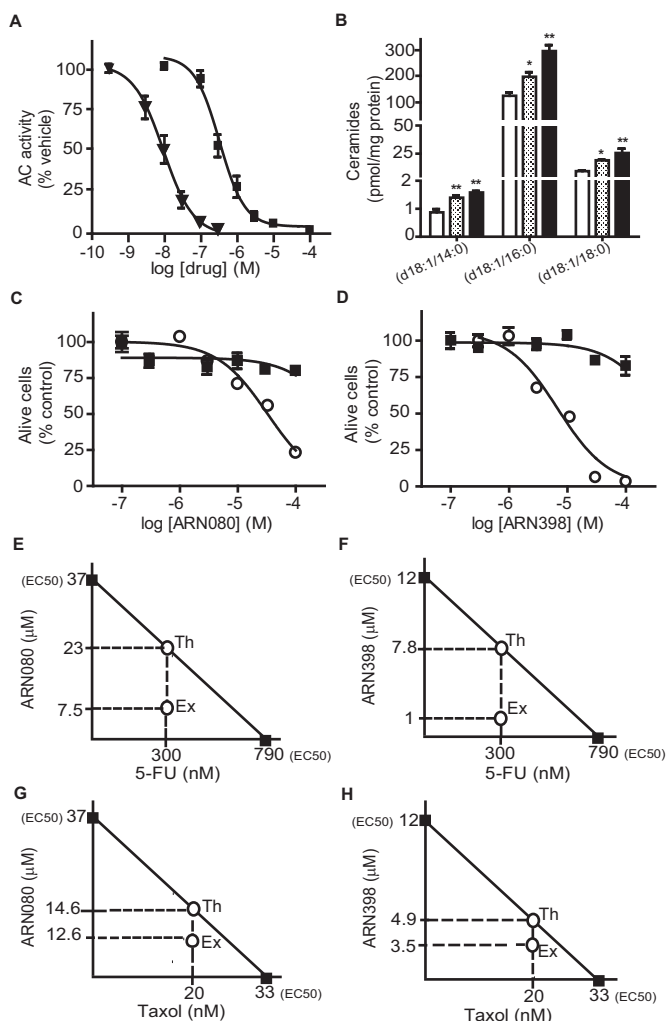 A
AC activity
(% vehicle)
100
75
50
25
0
-10 -9 -8 -7 -6 -5 -4
log [drug] (M)
B
Ceramides
(pmol/mg protein)
300
200
100
50
25
2
1
0
** ** * ** * **
(d18:1/14:0) (d18:1/16:0) (d18:1/18:0)
C
Alive cells
(% control)
100
75
50
25
0
-7 -6 -5 -4
log [ARN080] (M)
D
Alive cells
(% control)
100
75
50
25
0
-7 -6 -5 -4
log [ARN398] (M)
E
ARN080 (µM)
(EC50) 37
23
7.5
Th
Ex
300 790 (EC50)
5-FU (nM)
F
ARN398 (µM)
(EC50) 12
7.8
1
Th
Ex
300 790 (EC50)
5-FU (nM)
G
ARN080 (µM)
(EC50) 37
14.6
12.6
Th
Ex
20 33 (EC50)
Taxol (nM)
H
ARN398 (µM)
(EC50) 12
4.9
3.5
Th
Ex
20 33 (EC50)
Taxol (nM)